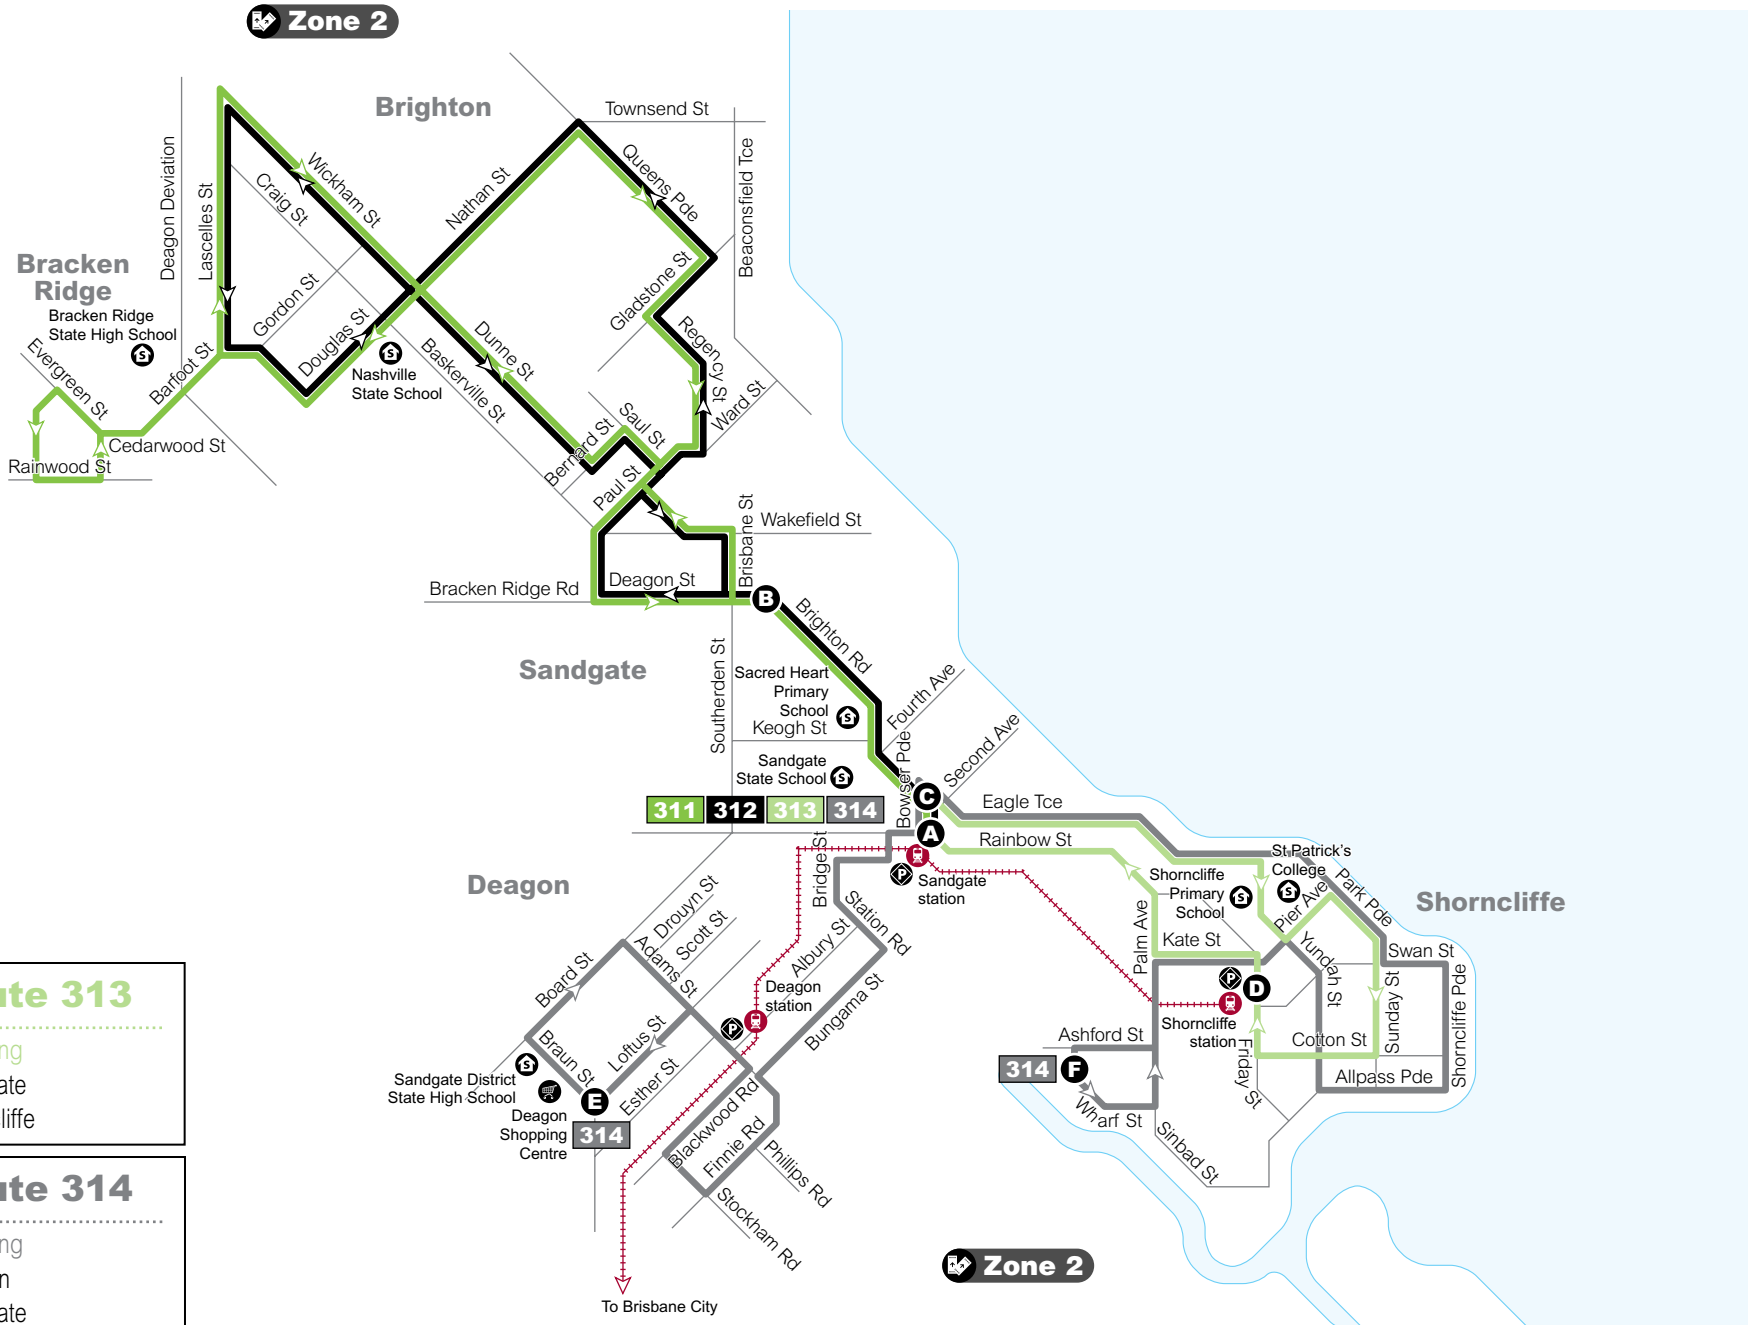 Zone 2
Brighton
Townsend St
Deagon Deviation
Lascelles St
Wickham St
Craig St
Nathan St
Queens Pde
Beaconsfield Tce
Bracken
Ridge
Bracken Ridge
State High School
Gordon St
Gladstone St
Evergreen St
Barfoot St
Douglas St
Nashville
State School
Baskerville St
Dunne St
Regency St
Ward St
Cedarwood St
Rainwood St
Saul St
Bernard St
Paul St
Brisbane St
Wakefield St
Deagon St
Bracken Ridge Rd
B
Brighton Rd
Sandgate
Southerden St
Sacred Heart
Primary
School
Keogh St
Fourth Ave
Sandgate
State School
Bowser Pde
Second Ave
311 312 313 314
C
A
Eagle Tce
Rainbow St
Bridge St
Sandgate
station
Deagon
Shorncliffe
Primary
School
St Patrick's
College
Pier Ave
Park Pde
Shorncliffe
Drouyn St
Scott St
Adams St
Station Rd
Albury St
Palm Ave
Kate St
Yundah St
Swan St
Board St
Deagon
station
Bungama St
D
Shorncliffe
station
Sunday St
Shorncliffe Pde
Loftus St
Braun St
Esther St
Sandgate District
State High School
Deagon
Shopping
Centre
E
314
Ashford St
314
F
Wharf St
Friday St
Cotton St
Allpass Pde
Sinbad St
Blackwood Rd
Finnie Rd
Phillips Rd
Stockham Rd
Zone 2
To Brisbane City
ute 313
ng
ate
cliffe
ute 314
ng
n
ate